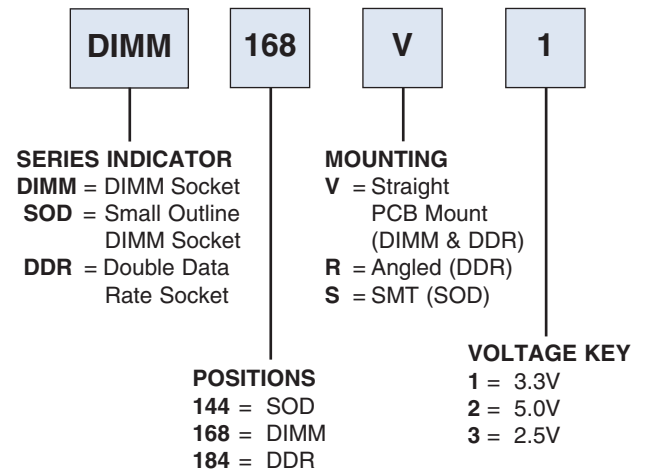 DIMM 168 V 1
SERIES INDICATOR
DIMM = DIMM Socket
SOD = Small Outline
DIMM Socket
DDR = Double Data
Rate Socket
MOUNTING
V = Straight
PCB Mount
(DIMM & DDR)
R = Angled (DDR)
S = SMT (SOD)
POSITIONS
144 = SOD
168 = DIMM
184 = DDR
VOLTAGE KEY
1 = 3.3V
2 = 5.0V
3 = 2.5V